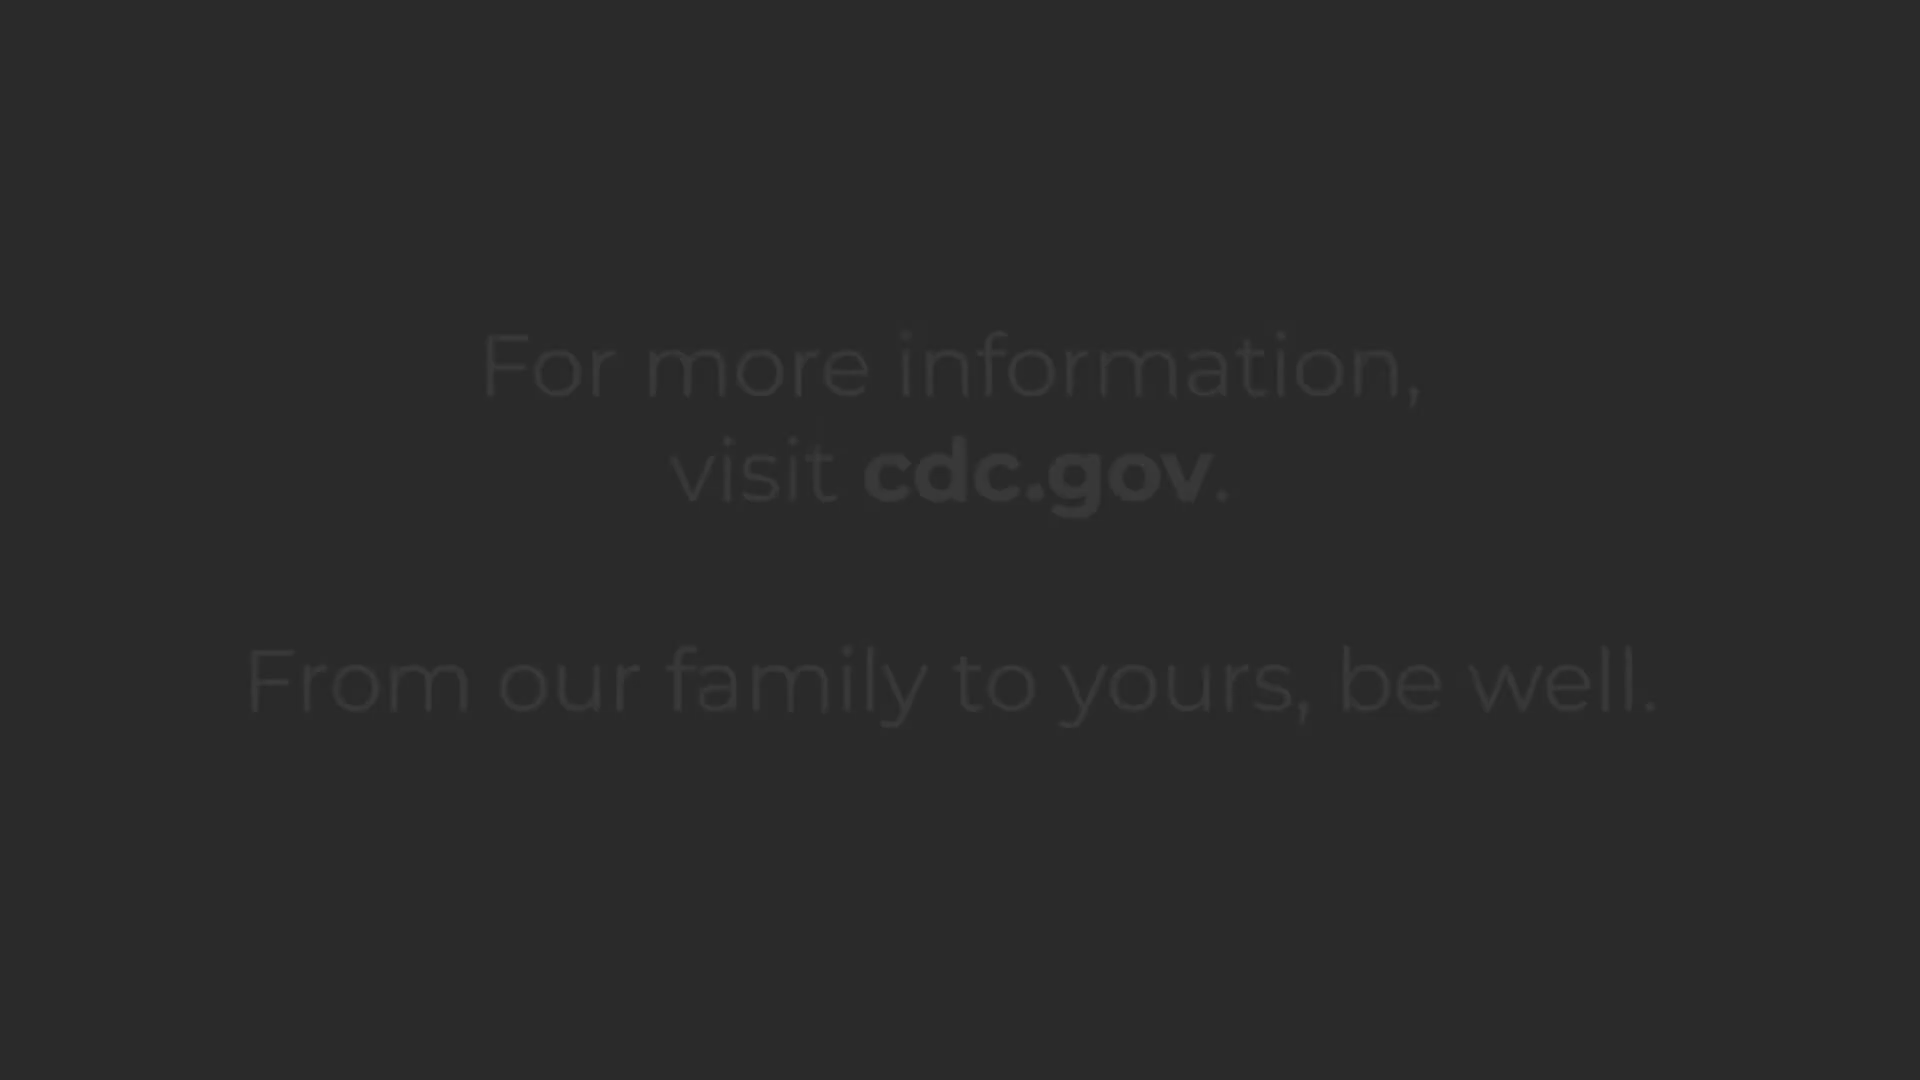 For more information,
visit cdc.gov.
From our family to yours, be well.